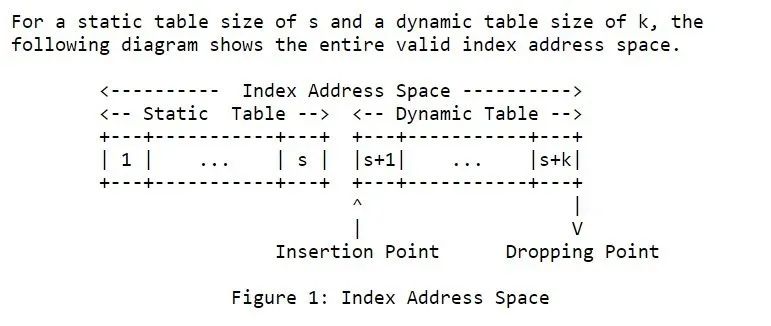 For a static table size of s and a dynamic table size of k, the
following diagram shows the entire valid index address space.
<---------- Index Address Space ---------->
<-- Static Table --> <-- Dynamic Table -->
+---+-----------+---+ +---+-----------+---+
| 1 | ... | s | |s+1| ... |s+k|
+---+-----------+---+ +---+-----------+---+
^ |
| V
Insertion Point Dropping Point
Figure 1: Index Address Space